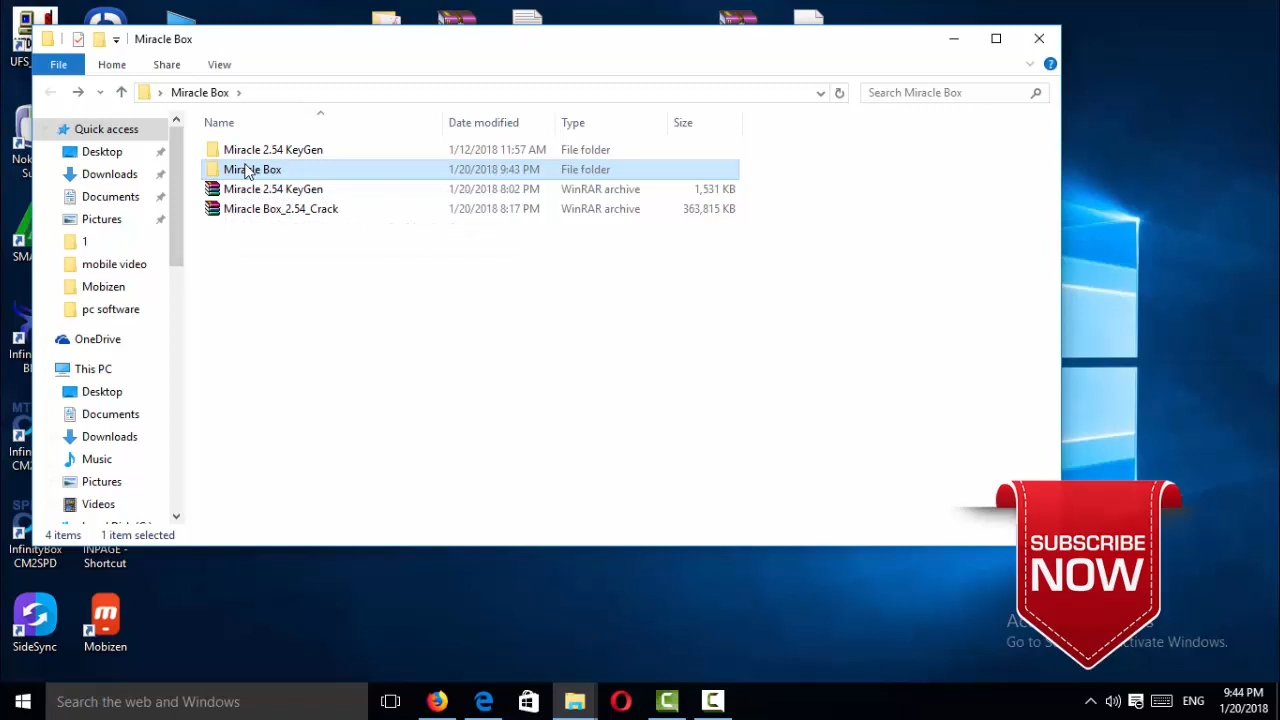 UFS_
Miracle Box
File
Home
Share
View
Miracle Box
Search Miracle Box
Name
Date modified
Type
Size
Quick access
Desktop
Downloads
Documents
Pictures
1
mobile video
Mobizen
pc software
OneDrive
This PC
Desktop
Documents
Downloads
Music
Pictures
Videos
Miracle 2.54 KeyGen 1/12/2018 11:57 AM File folder
Miracle Box 1/20/2018 9:43 PM File folder
Miracle 2.54 KeyGen 1/20/2018 8:02 PM WinRAR archive 1,531 KB
Miracle Box_2.54_Crack 1/20/2018 8:17 PM WinRAR archive 363,815 KB
4 items 1 item selected
Nok
Su
SMA
Infin
BI
MT
Infin
CM2
SP
InfinityBox
CM2SPD
INPAGE -
Shortcut
SideSync
Mobizen
SUBSCRIBE
NOW
Go to S
ctivate Windows.
Search the web and Windows
ENG
9:44 PM
1/20/2018